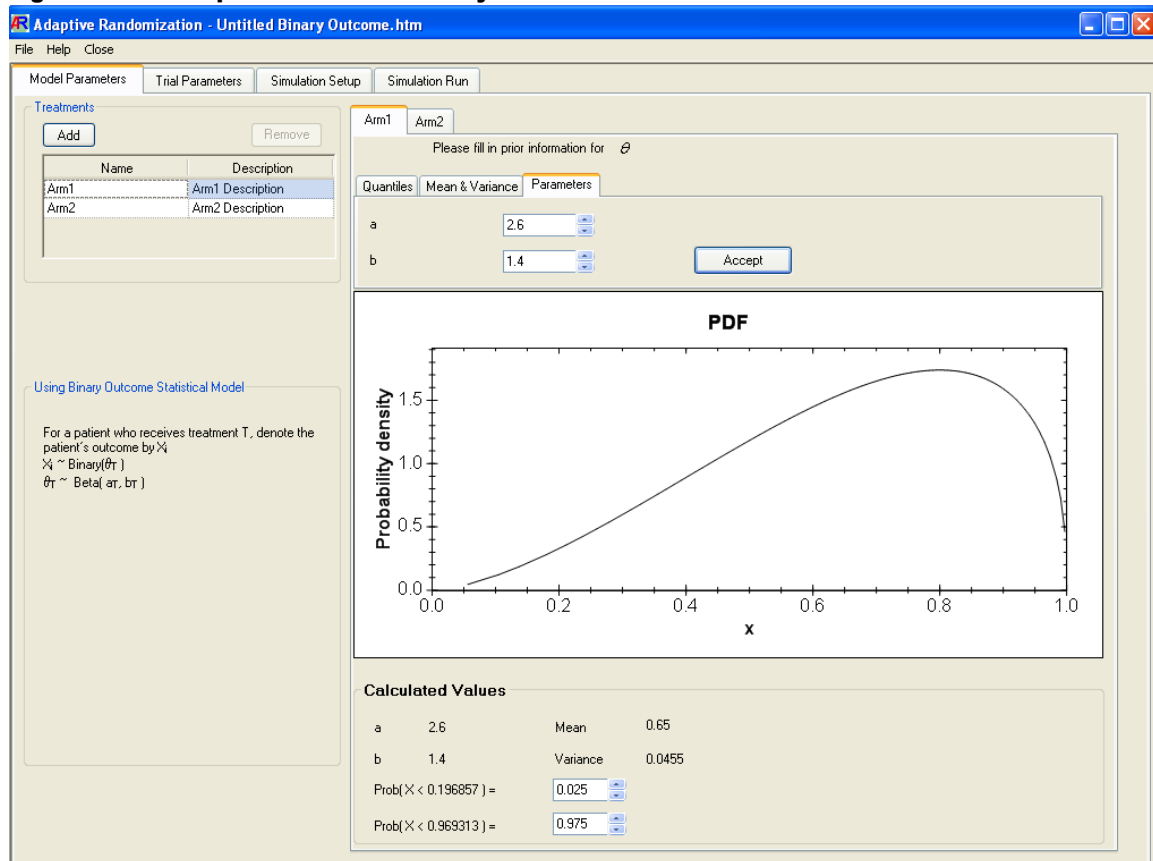 Adaptive Randomization - Untitled Binary Outcome.htm
File Help Close
Model Parameters Trial Parameters Simulation Setup Simulation Run
Treatments
Add Remove
Name Description
Arm1 Arm1 Description
Arm2 Arm2 Description
Using Binary Outcome Statistical Model
For a patient who receives treatment T, denote the
patient's outcome by Xi
Xi ~ Binary(θT )
θT ~ Beta( aT, bT )
Arm1 Arm2
Please fill in prior information for θ
Quantiles Mean & Variance Parameters
a 2.6
b 1.4 Accept
PDF
Probability density
1.5
1.0
0.5
0.0
0.0 0.2 0.4 0.6 0.8 1.0
x
Calculated Values
a 2.6 Mean 0.65
b 1.4 Variance 0.0455
Prob( X < 0.196857 ) = 0.025
Prob( X < 0.969313 ) = 0.975